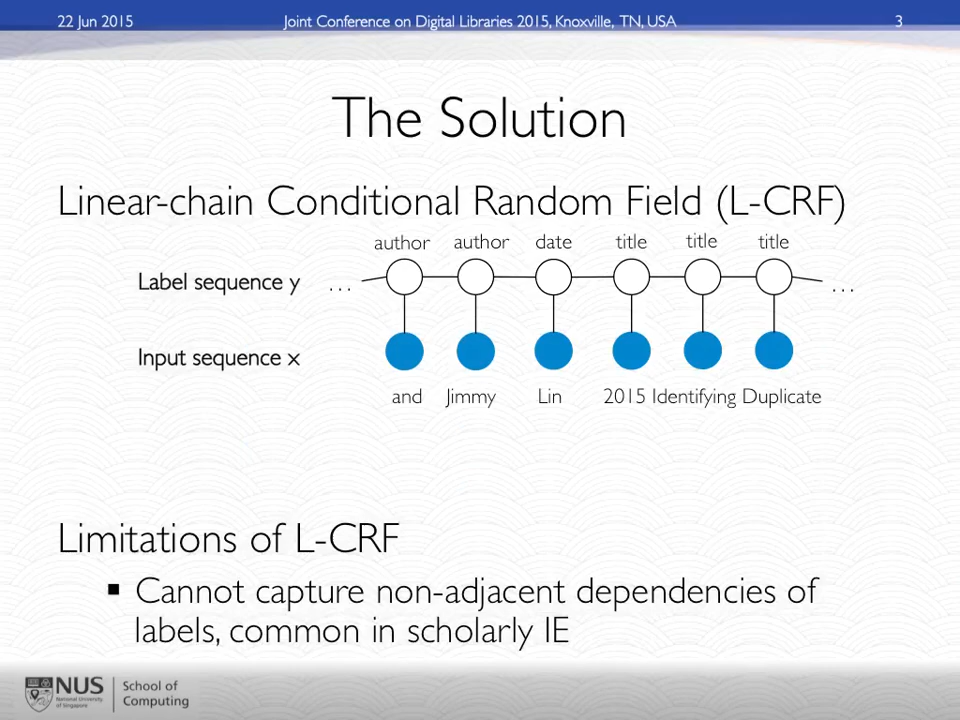 22 Jun 2015 Joint Conference on Digital Libraries 2015, Knoxville, TN, USA 3
The Solution
Linear-chain Conditional Random Field (L-CRF)
author author date title title title
Label sequence y ... ...
Input sequence x
and Jimmy Lin 2015 Identifying Duplicate
Limitations of L-CRF
▪ Cannot capture non-adjacent dependencies of
labels, common in scholarly IE
NUS
National University
of Singapore
School of
Computing